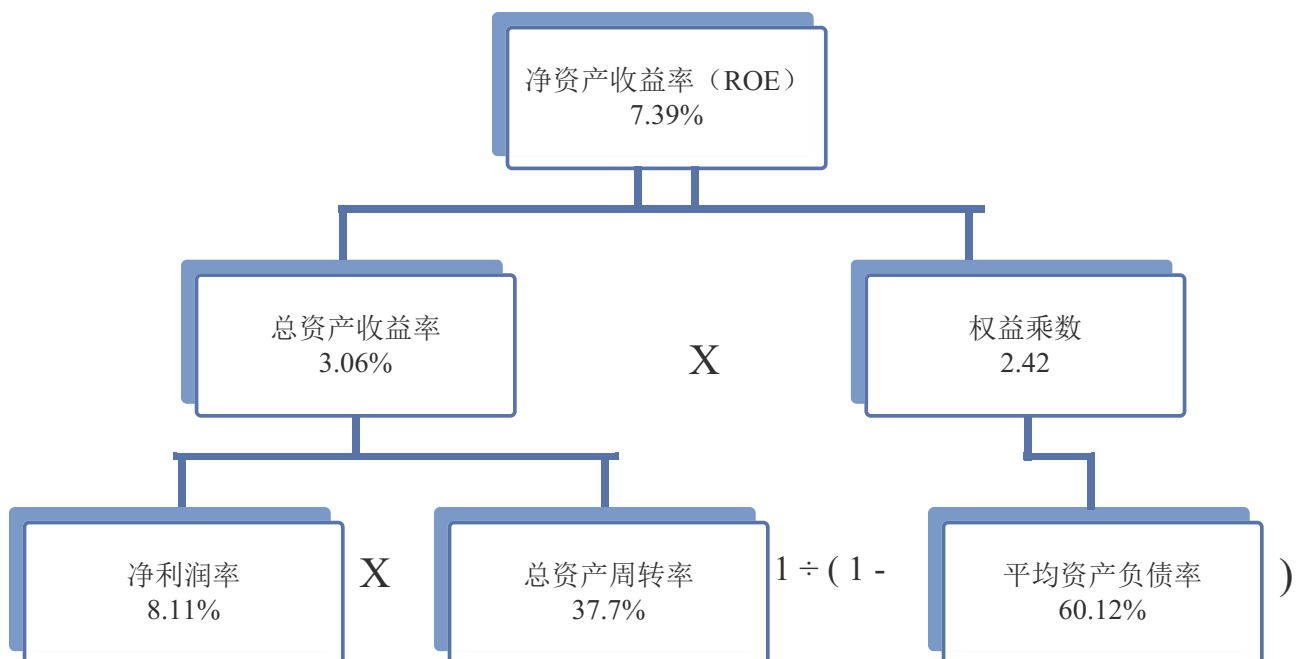 净资产收益率（ROE）
7.39%
总资产收益率
3.06%
X
权益乘数
2.42
净利润率
8.11%
X
总资产周转率
37.7%
1 ÷ ( 1 -
平均资产负债率
60.12%
)